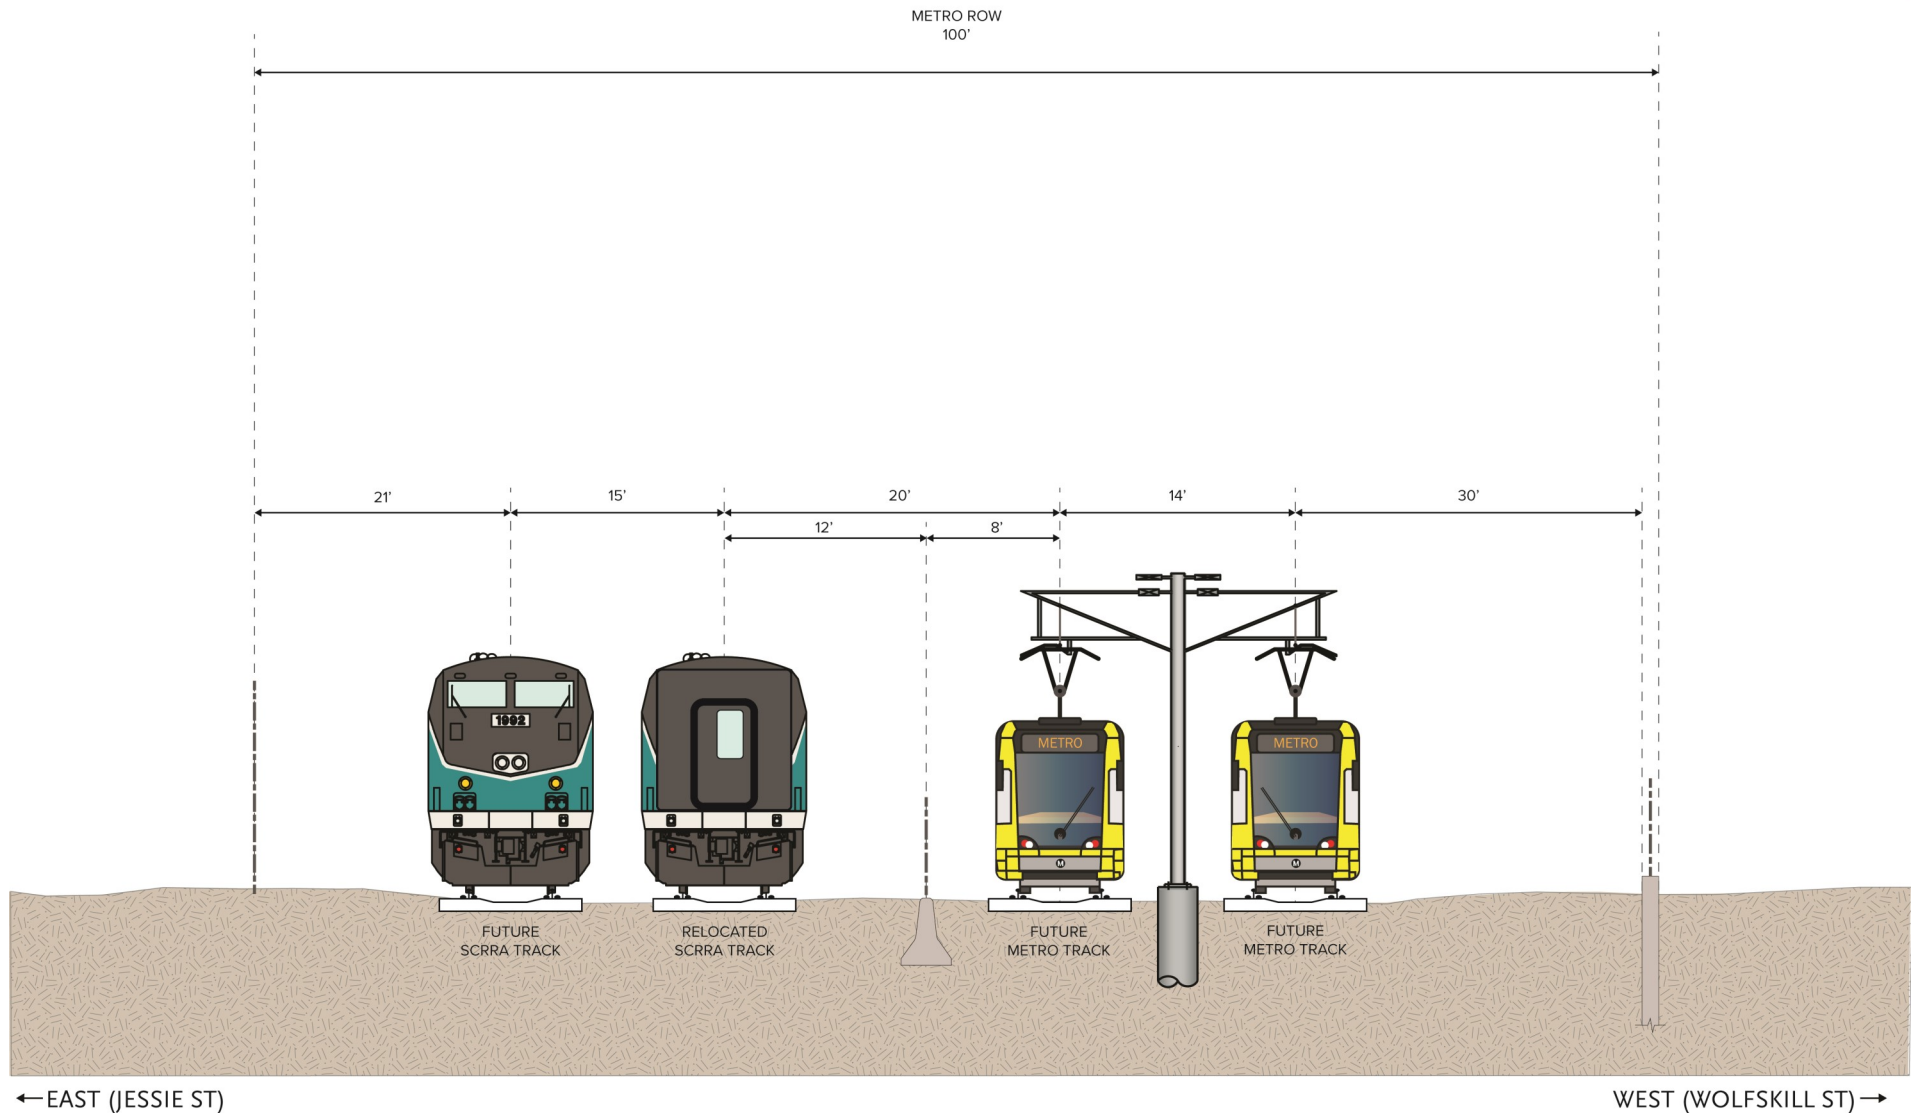 METRO ROW
100'
21'
15'
20'
14'
30'
12'
8'
1992
METRO
METRO
M
M
FUTURE
SCRRA TRACK
RELOCATED
SCRRA TRACK
FUTURE
METRO TRACK
FUTURE
METRO TRACK
←EAST (JESSIE ST)
WEST (WOLFSKILL ST)→